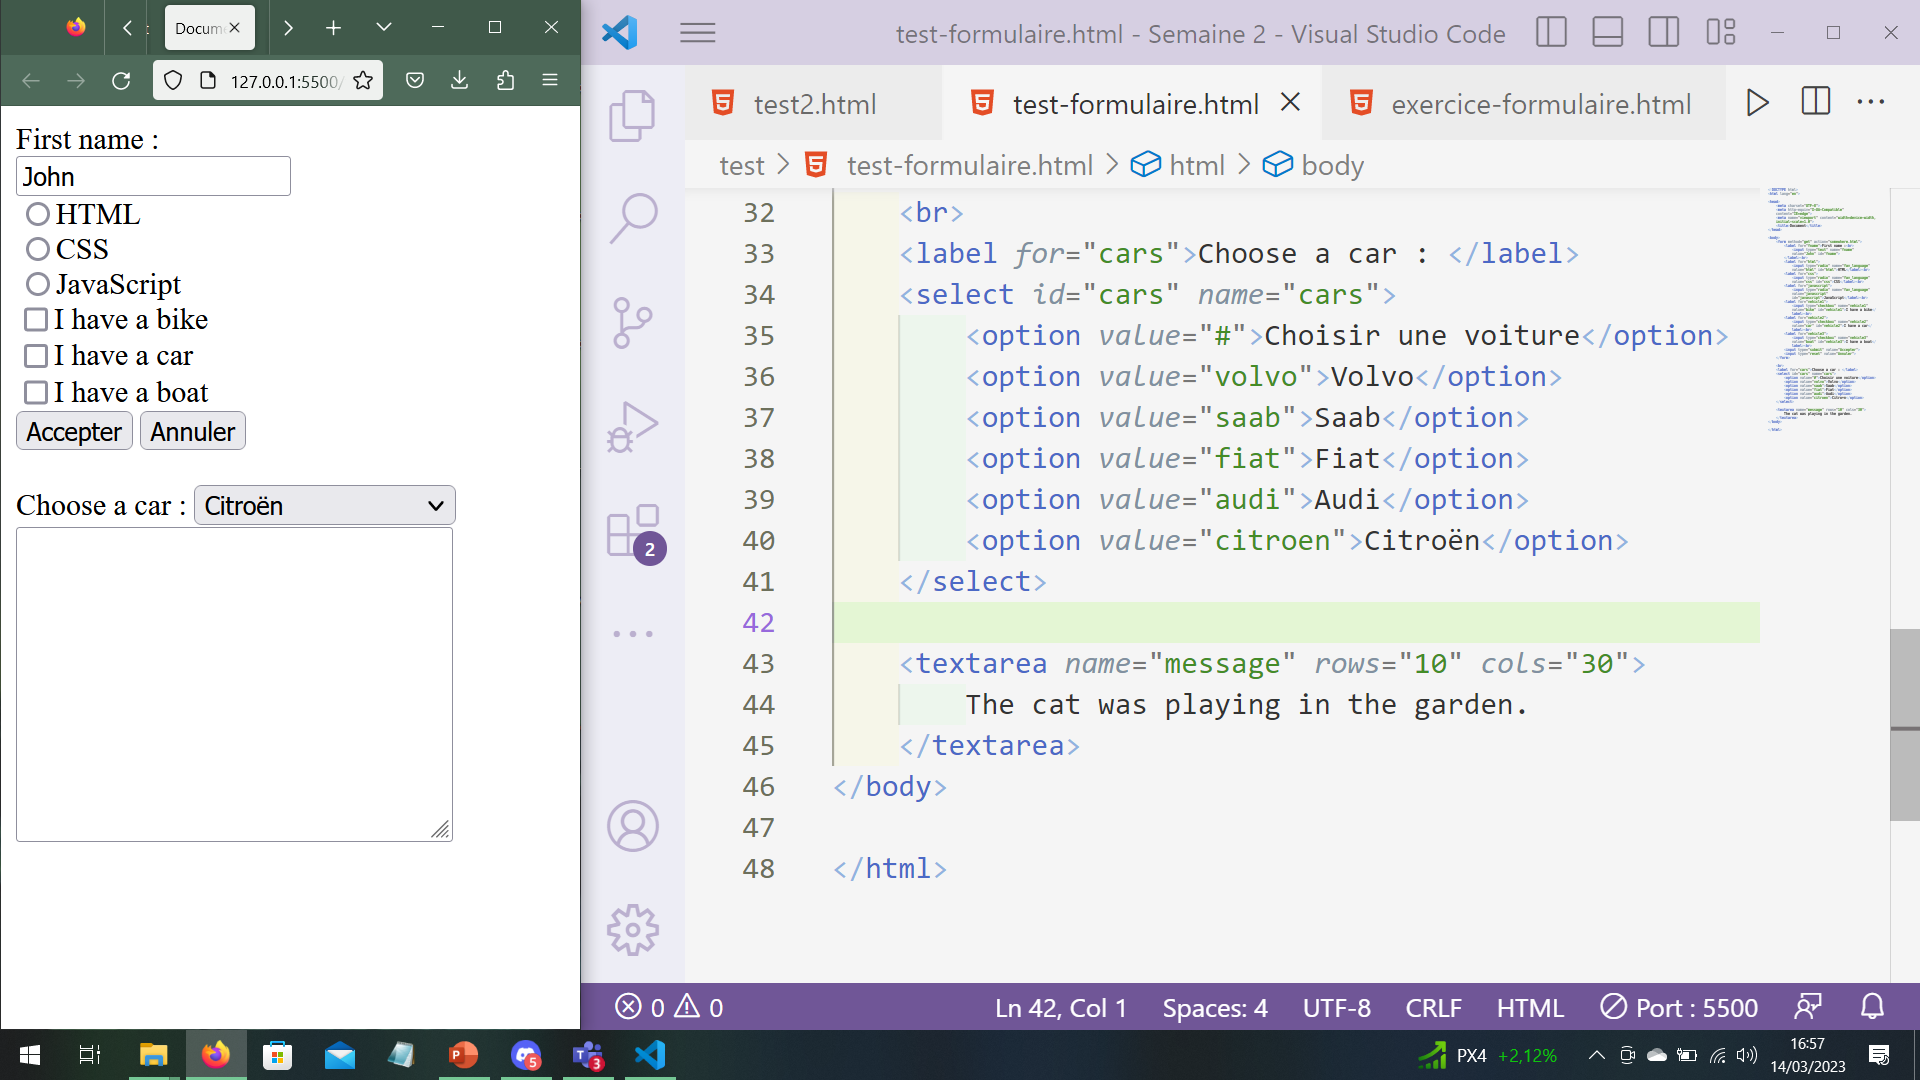 Docum
127.0.0.1:5500/
First name :
John
HTML
CSS
JavaScript
I have a bike
I have a car
I have a boat
Accepter Annuler
Choose a car : Citroën
test-formulaire.html - Semaine 2 - Visual Studio Code
test2.html test-formulaire.html exercice-formulaire.html
test > test-formulaire.html > html > body
32 <br>
33 <label for="cars">Choose a car : </label>
34 <select id="cars" name="cars">
35 <option value="#">Choisir une voiture</option>
36 <option value="volvo">Volvo</option>
37 <option value="saab">Saab</option>
38 <option value="fiat">Fiat</option>
39 <option value="audi">Audi</option>
40 <option value="citroen">Citroën</option>
41 </select>
42
43 <textarea name="message" rows="10" cols="30">
44 The cat was playing in the garden.
45 </textarea>
46 </body>
47
48 </html>
2
0 0 Ln 42, Col 1 Spaces: 4 UTF-8 CRLF HTML Port : 5500
5 3 PX4 +2,12% 16:57
14/03/2023